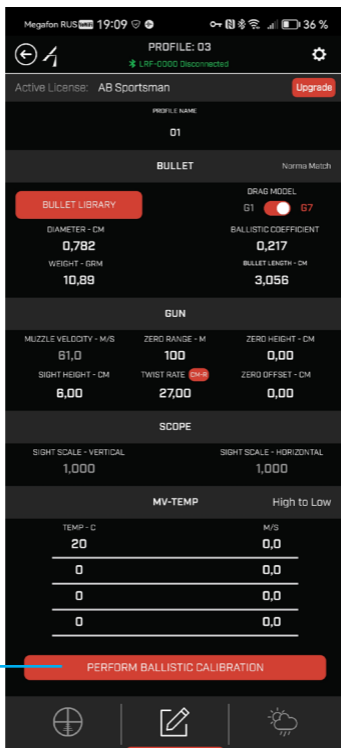 Megafon RUS 19:09 36 %
PROFILE: 03
LRF-0000 Disconnected
Active License: AB Sportsman Upgrade
PROFILE NAME
01
BULLET Norma Match
DRAG MODEL
BULLET LIBRARY G1 G7
DIAMETER - CM BALLISTIC COEFFICIENT
0,782 0,217
WEIGHT - GRM BULLET LENGTH - CM
10,89 3,056
GUN
MUZZLE VELOCITY - M/S ZERO RANGE - M ZERO HEIGHT - CM
61,0 100 0,00
SIGHT HEIGHT - CM TWIST RATE CM-R ZERO OFFSET - CM
6,00 27,00 0,00
SCOPE
SIGHT SCALE - VERTICAL SIGHT SCALE - HORIZONTAL
1,000 1,000
MV-TEMP High to Low
TEMP - C M/S
20 0,0
0 0,0
0 0,0
0 0,0
PERFORM BALLISTIC CALIBRATION